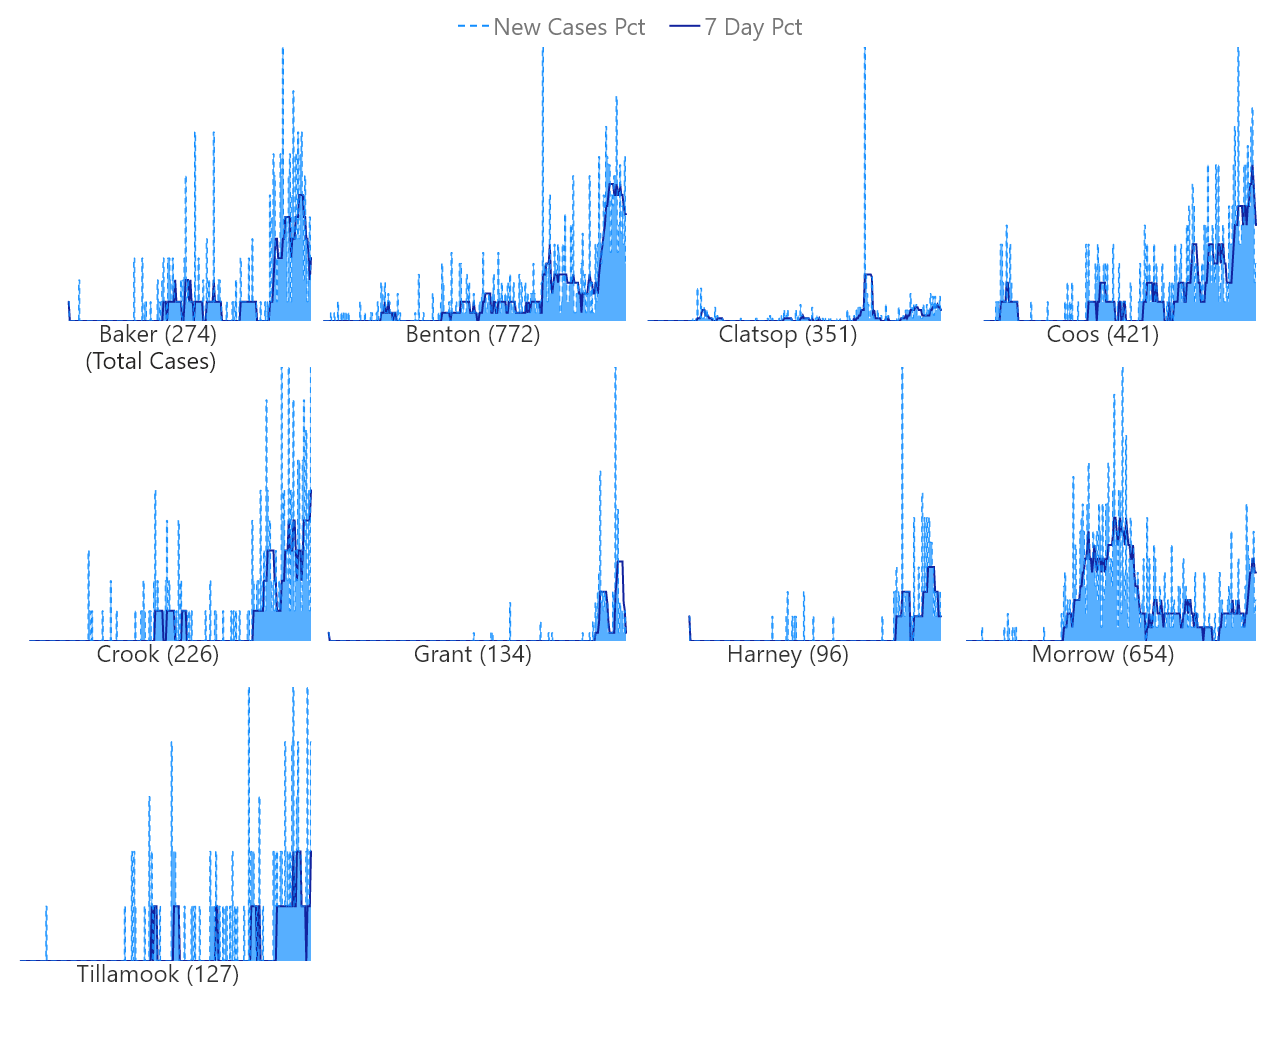 New Cases Pct 7 Day Pct
Baker (274) Benton (772) Clatsop (351) Coos (421)
(Total Cases)
Crook (226) Grant (134) Harney (96) Morrow (654)
Tillamook (127)